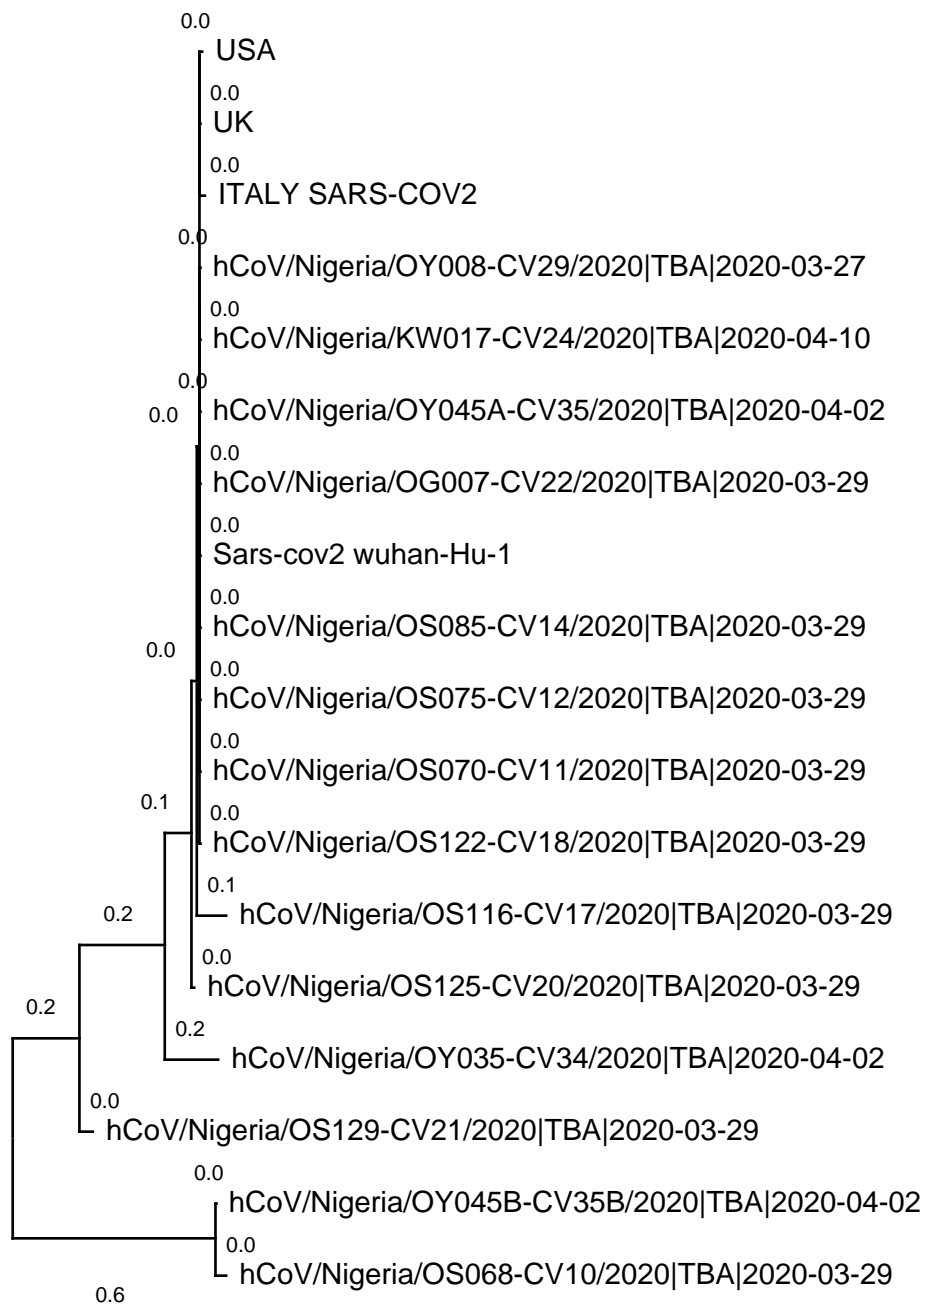 0.0
USA
0.0
UK
0.0
ITALY SARS-COV2
0.0
hCoV/Nigeria/OY008-CV29/2020|TBA|2020-03-27
0.0
hCoV/Nigeria/KW017-CV24/2020|TBA|2020-04-10
0.0
0.0
hCoV/Nigeria/OY045A-CV35/2020|TBA|2020-04-02
0.0
hCoV/Nigeria/OG007-CV22/2020|TBA|2020-03-29
0.0
Sars-cov2 wuhan-Hu-1
0.0
hCoV/Nigeria/OS085-CV14/2020|TBA|2020-03-29
0.0
0.0
hCoV/Nigeria/OS075-CV12/2020|TBA|2020-03-29
0.0
hCoV/Nigeria/OS070-CV11/2020|TBA|2020-03-29
0.1
0.0
hCoV/Nigeria/OS122-CV18/2020|TBA|2020-03-29
0.1
0.2
hCoV/Nigeria/OS116-CV17/2020|TBA|2020-03-29
0.0
hCoV/Nigeria/OS125-CV20/2020|TBA|2020-03-29
0.2
0.2
hCoV/Nigeria/OY035-CV34/2020|TBA|2020-04-02
0.0
hCoV/Nigeria/OS129-CV21/2020|TBA|2020-03-29
0.0
hCoV/Nigeria/OY045B-CV35B/2020|TBA|2020-04-02
0.0
hCoV/Nigeria/OS068-CV10/2020|TBA|2020-03-29
0.6